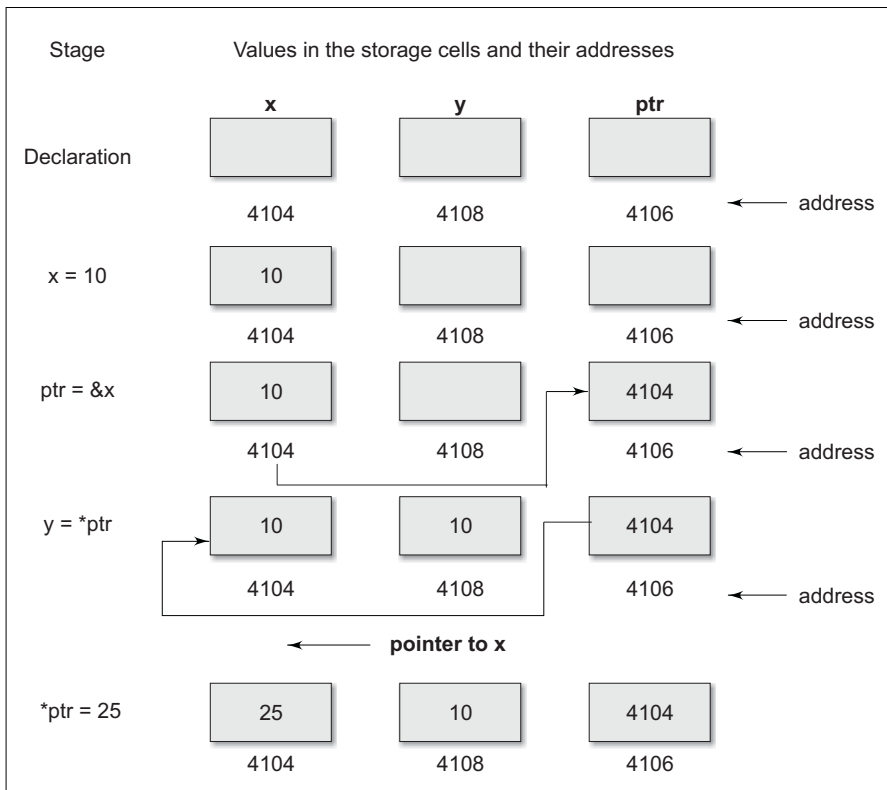 Stage Values in the storage cells and their addresses
x y ptr
Declaration
4104 4108 4106 address
x = 10 10
4104 4108 4106 address
ptr = &x 10 4104
4104 4108 4106 address
y = *ptr 10 10 4104
4104 4108 4106 address
pointer to x
*ptr = 25 25 10 4104
4104 4108 4106